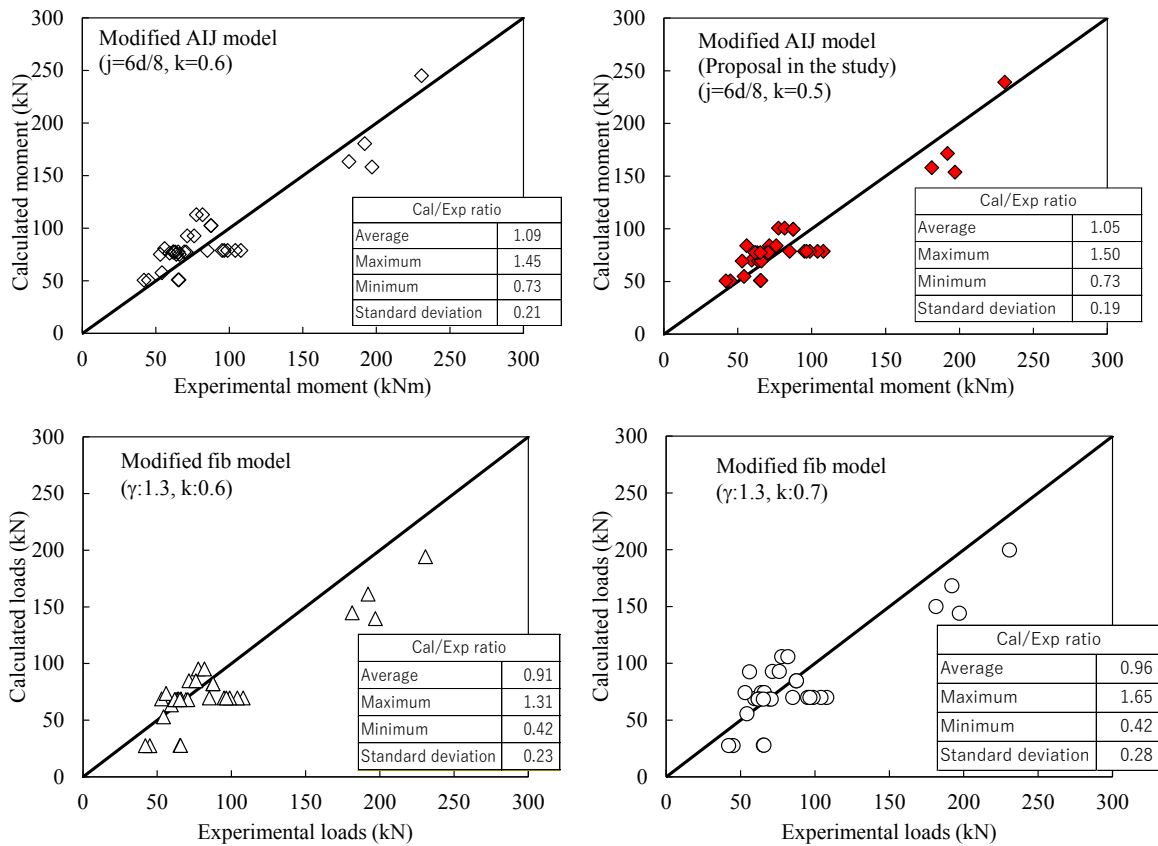 Modified AIJ model
(j=6d/8, k=0.6)
Calculated moment (kN)
300
250
200
150
100
50
0
Cal/Exp ratio
Average 1.09
Maximum 1.45
Minimum 0.73
Standard deviation 0.21
0 50 100 150 200 250 300
Experimental moment (kNm)
Modified AIJ model
(Proposal in the study)
(j=6d/8, k=0.5)
Calculated moment (kN)
300
250
200
150
100
50
0
Cal/Exp ratio
Average 1.05
Maximum 1.50
Minimum 0.73
Standard deviation 0.19
0 50 100 150 200 250 300
Experimental moment (kNm)
Modified fib model
(γ:1.3, k:0.6)
Calculated loads (kN)
300
250
200
150
100
50
0
Cal/Exp ratio
Average 0.91
Maximum 1.31
Minimum 0.42
Standard deviation 0.23
0 50 100 150 200 250 300
Experimental loads (kN)
Modified fib model
(γ:1.3, k:0.7)
Calculated loads (kN)
300
250
200
150
100
50
0
Cal/Exp ratio
Average 0.96
Maximum 1.65
Minimum 0.42
Standard deviation 0.28
0 50 100 150 200 250 300
Experimental loads (kN)